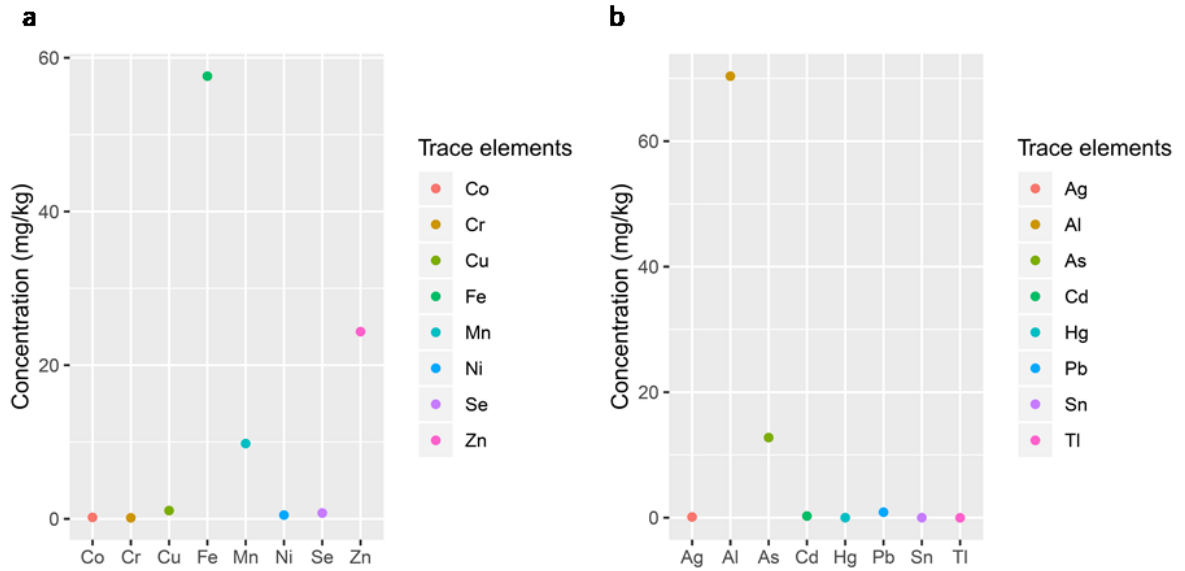 a
Concentration (mg/kg)
60
40
20
0
Co Cr Cu Fe Mn Ni Se Zn
Trace elements
Co
Cr
Cu
Fe
Mn
Ni
Se
Zn
b
Concentration (mg/kg)
60
40
20
0
Ag Al As Cd Hg Pb Sn Tl
Trace elements
Ag
Al
As
Cd
Hg
Pb
Sn
Tl